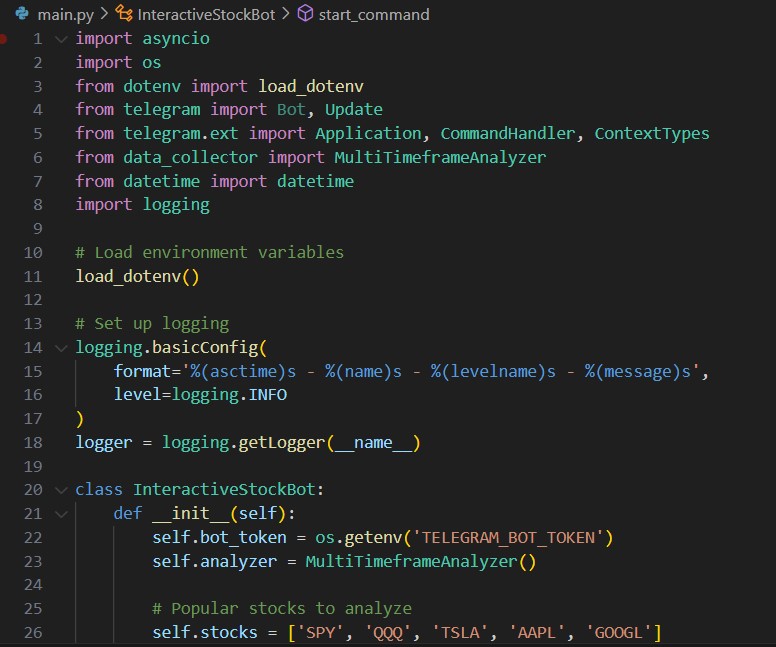 main.py > InteractiveStockBot > start_command
1 import asyncio
2 import os
3 from dotenv import load_dotenv
4 from telegram import Bot, Update
5 from telegram.ext import Application, CommandHandler, ContextTypes
6 from data_collector import MultiTimeframeAnalyzer
7 from datetime import datetime
8 import logging
9
10 # Load environment variables
11 load_dotenv()
12
13 # Set up logging
14 logging.basicConfig(
15     format='%(asctime)s - %(name)s - %(levelname)s - %(message)s',
16     level=logging.INFO
17 )
18 logger = logging.getLogger(__name__)
19
20 class InteractiveStockBot:
21     def __init__(self):
22         self.bot_token = os.getenv('TELEGRAM_BOT_TOKEN')
23         self.analyzer = MultiTimeframeAnalyzer()
24
25         # Popular stocks to analyze
26         self.stocks = ['SPY', 'QQQ', 'TSLA', 'AAPL', 'GOOGL']